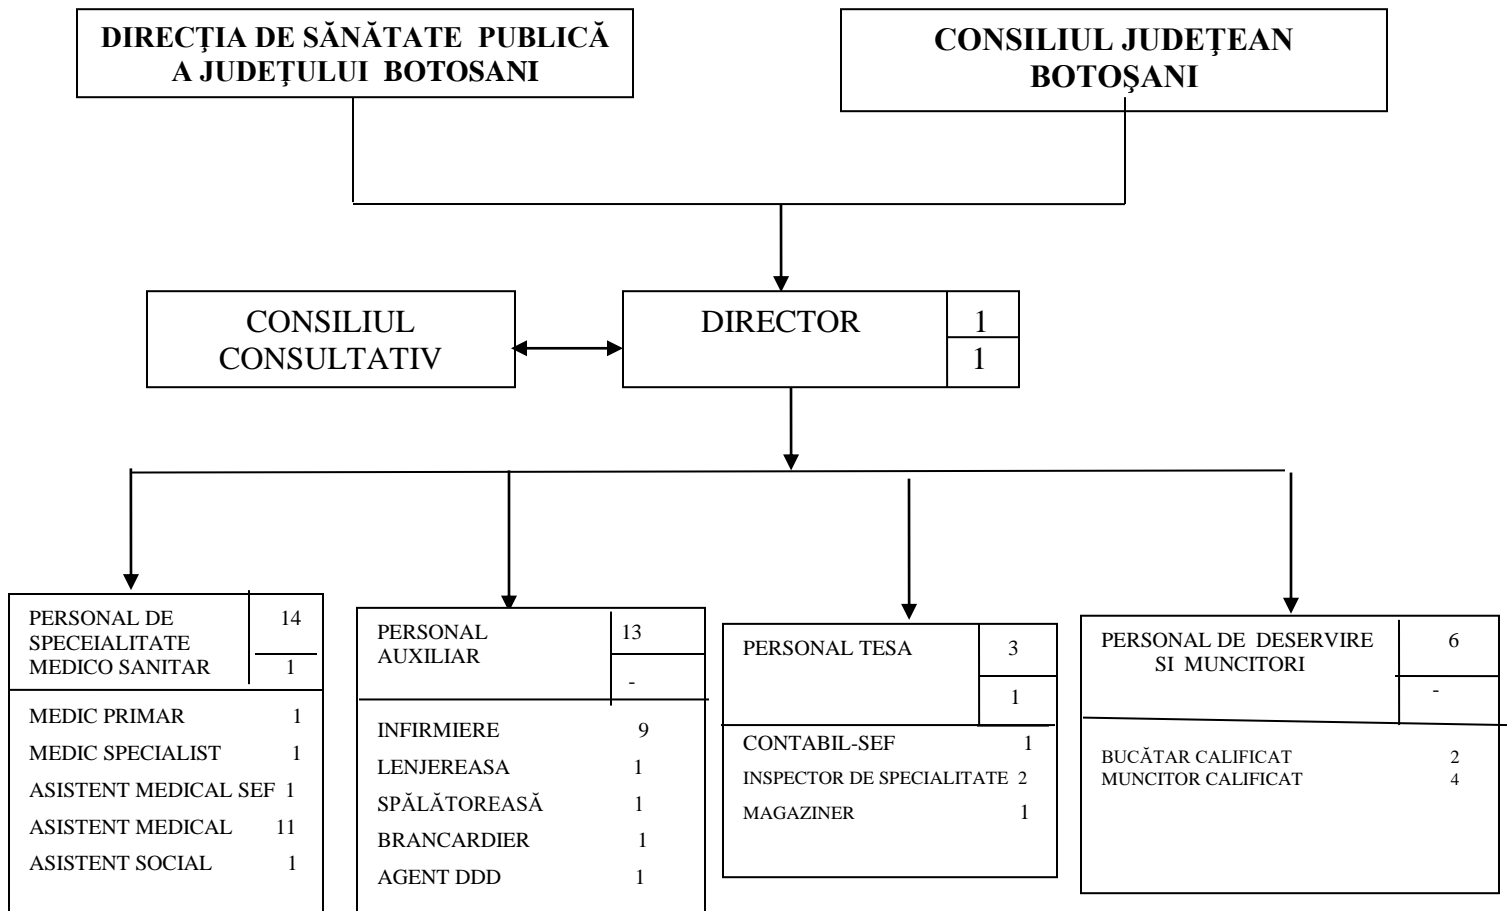 DIRECŢIA DE SĂNĂTATE PUBLICĂ
A JUDEŢULUI BOTOSANI
CONSILIUL JUDEŢEAN
BOTOŞANI
CONSILIUL
CONSULTATIV
DIRECTOR
1
1
PERSONAL DE
SPECEIALITATE
MEDICO SANITAR
14
1
MEDIC PRIMAR 1
MEDIC SPECIALIST 1
ASISTENT MEDICAL SEF 1
ASISTENT MEDICAL 11
ASISTENT SOCIAL 1
PERSONAL
AUXILIAR
13
-
INFIRMIERE 9
LENJEREASA 1
SPĂLĂTOREASĂ 1
BRANCARDIER 1
AGENT DDD 1
PERSONAL TESA
3
1
CONTABIL-SEF 1
INSPECTOR DE SPECIALITATE 2
MAGAZINER 1
PERSONAL DE DESERVIRE
SI MUNCITORI
6
-
BUCĂTAR CALIFICAT 2
MUNCITOR CALIFICAT 4